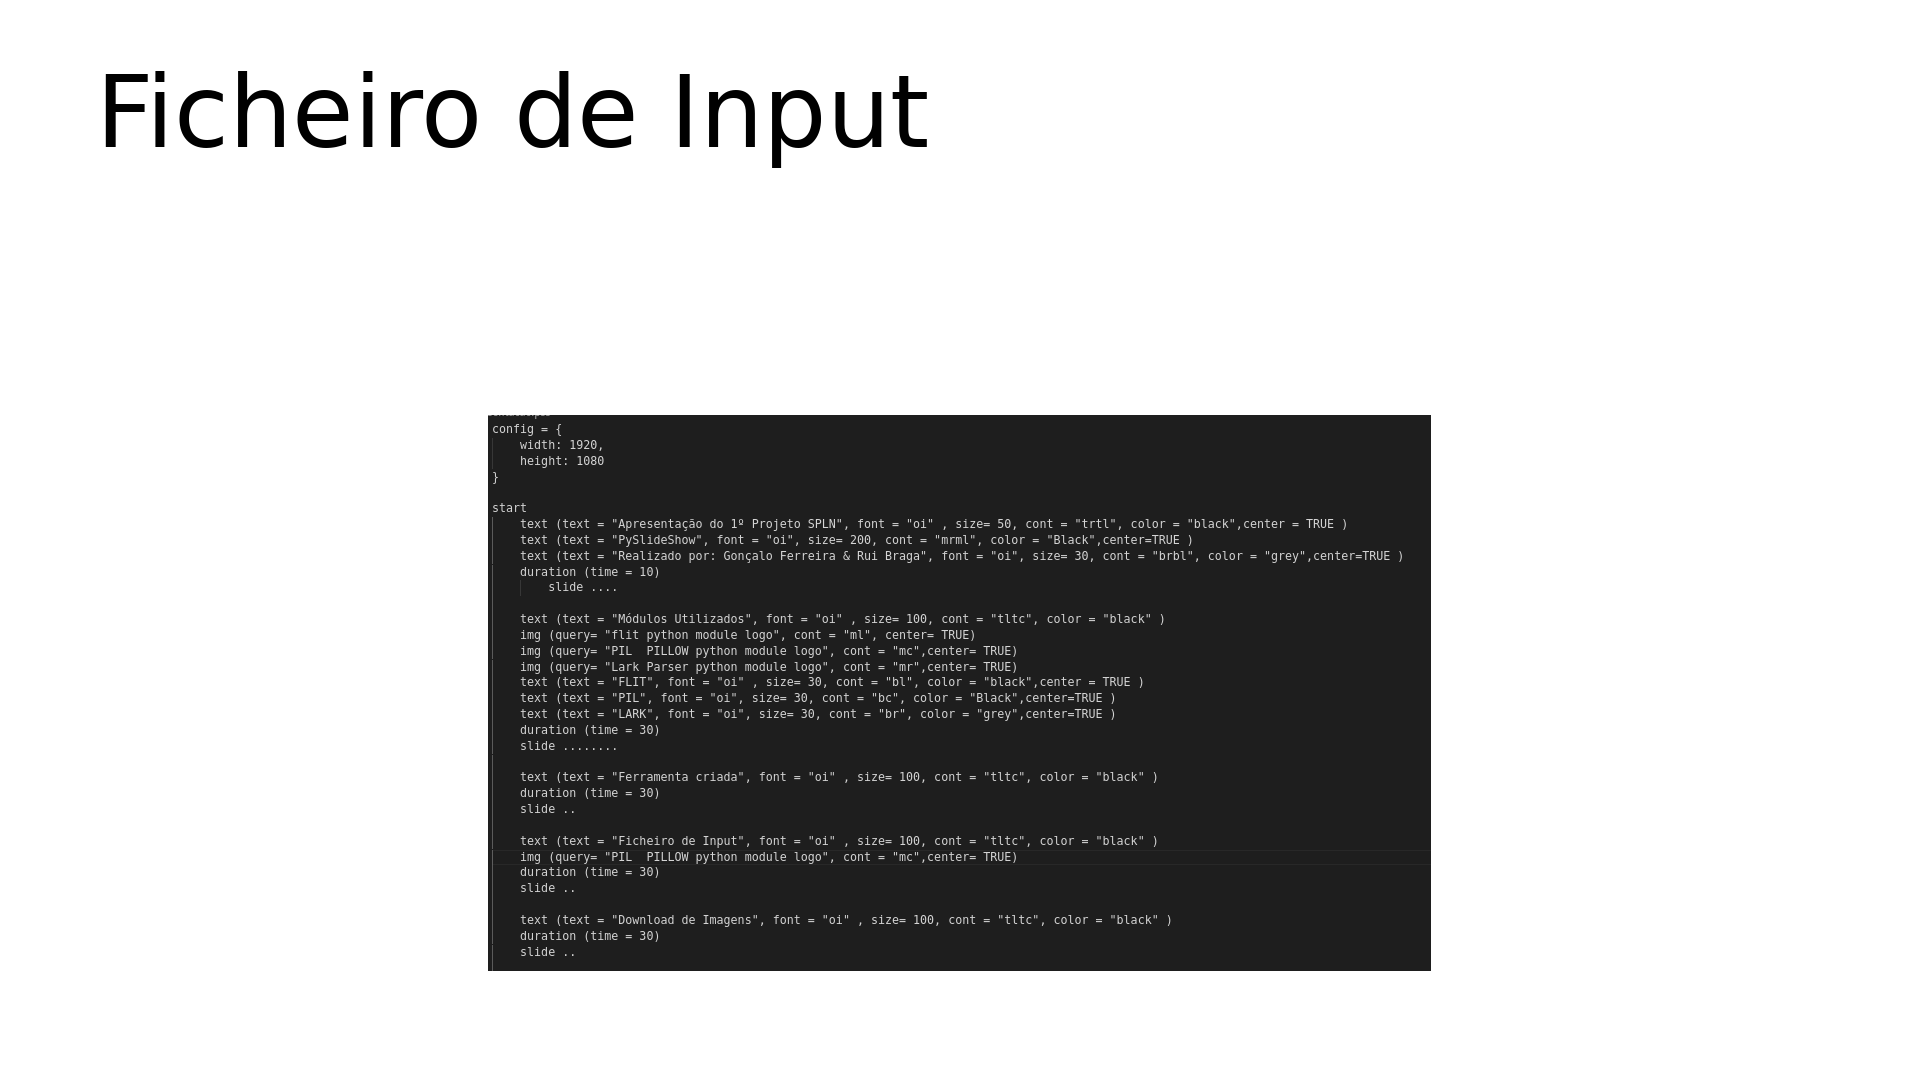 Ficheiro de Input
config = {
    width: 1920,
    height: 1080
}
start
    text (text = "Apresentação do 1º Projeto SPLN", font = "oi" , size= 50, cont = "trtl", color = "black",center = TRUE )
    text (text = "PySlideShow", font = "oi", size= 200, cont = "mrml", color = "Black",center=TRUE )
    text (text = "Realizado por: Gonçalo Ferreira & Rui Braga", font = "oi", size= 30, cont = "brbl", color = "grey",center=TRUE )
    duration (time = 10)
        slide ....
    text (text = "Módulos Utilizados", font = "oi" , size= 100, cont = "tltc", color = "black" )
    img (query= "flit python module logo", cont = "ml", center= TRUE)
    img (query= "PIL  PILLOW python module logo", cont = "mc",center= TRUE)
    img (query= "Lark Parser python module logo", cont = "mr",center= TRUE)
    text (text = "FLIT", font = "oi" , size= 30, cont = "bl", color = "black",center = TRUE )
    text (text = "PIL", font = "oi", size= 30, cont = "bc", color = "Black",center=TRUE )
    text (text = "LARK", font = "oi", size= 30, cont = "br", color = "grey",center=TRUE )
    duration (time = 30)
    slide ........
    text (text = "Ferramenta criada", font = "oi" , size= 100, cont = "tltc", color = "black" )
    duration (time = 30)
    slide ..
    text (text = "Ficheiro de Input", font = "oi" , size= 100, cont = "tltc", color = "black" )
    img (query= "PIL  PILLOW python module logo", cont = "mc",center= TRUE)
    duration (time = 30)
    slide ..
    text (text = "Download de Imagens", font = "oi" , size= 100, cont = "tltc", color = "black" )
    duration (time = 30)
    slide ..